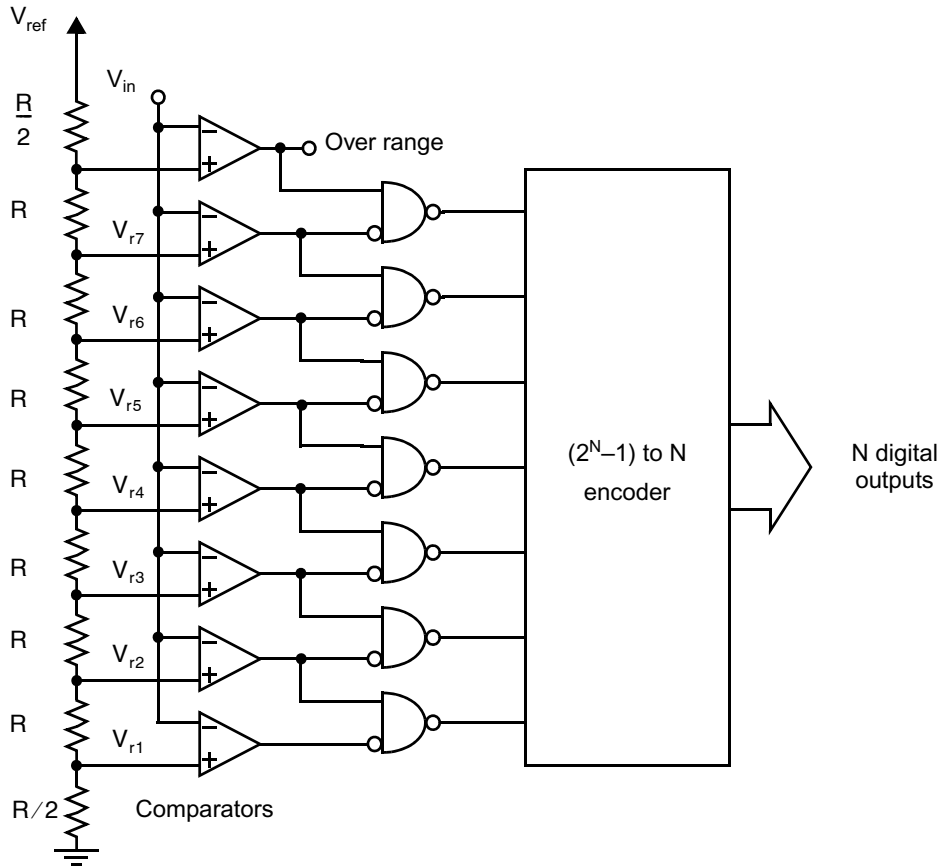 V_ref
V_in
R
2
−
+
Over range
R
−
+
V_r7
−
+
R
V_r6
−
+
R
V_r5
−
+
R
V_r4
−
+
(2^N–1) to N
encoder
N digital
outputs
R
V_r3
−
+
R
V_r2
−
+
R
V_r1
−
+
R/2
Comparators